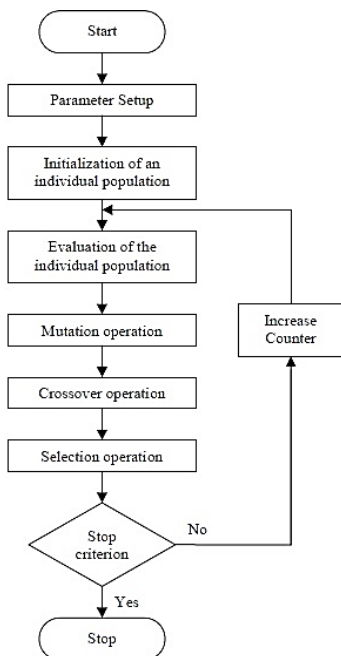 Start
Parameter Setup
Initialization of an
individual population
Evaluation of the
individual population
Mutation operation
Increase
Counter
Crossover operation
Selection operation
Stop
criterion
No
Yes
Stop